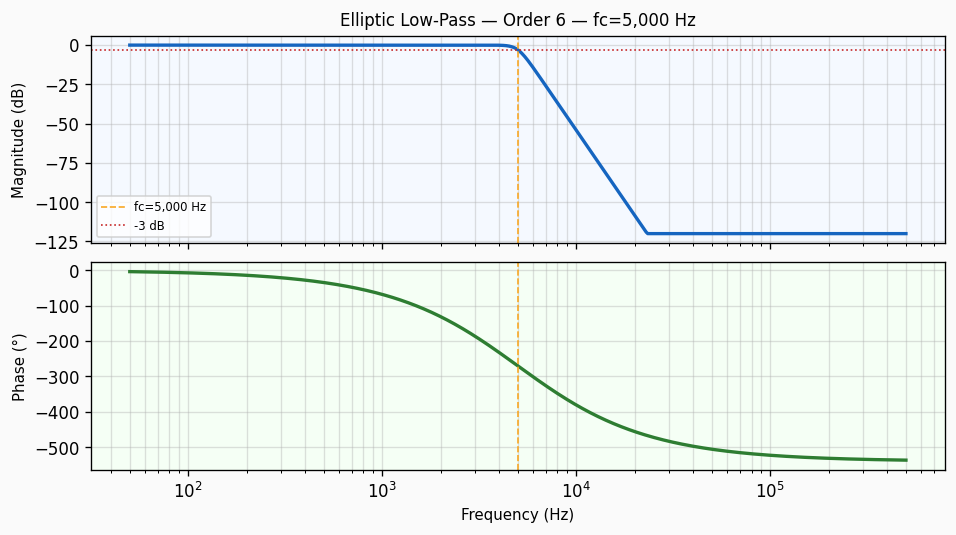 Elliptic Low-Pass — Order 6 — fc=5,000 Hz
Magnitude (dB)
0
−25
−50
−75
−100
−125
fc=5,000 Hz
-3 dB
Phase (°)
0
−100
−200
−300
−400
−500
10² 10³ 10⁴ 10⁵
Frequency (Hz)